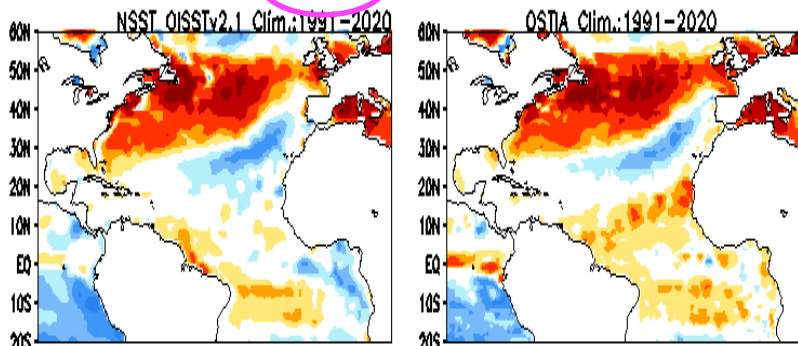 NSST OISSTv2.1 Clim.:1991-2020
60N
50N
40N
30N
20N
10N
EQ
10S
20S
OSTIA Clim.:1991-2020
60N
50N
40N
30N
20N
10N
EQ
10S
20S